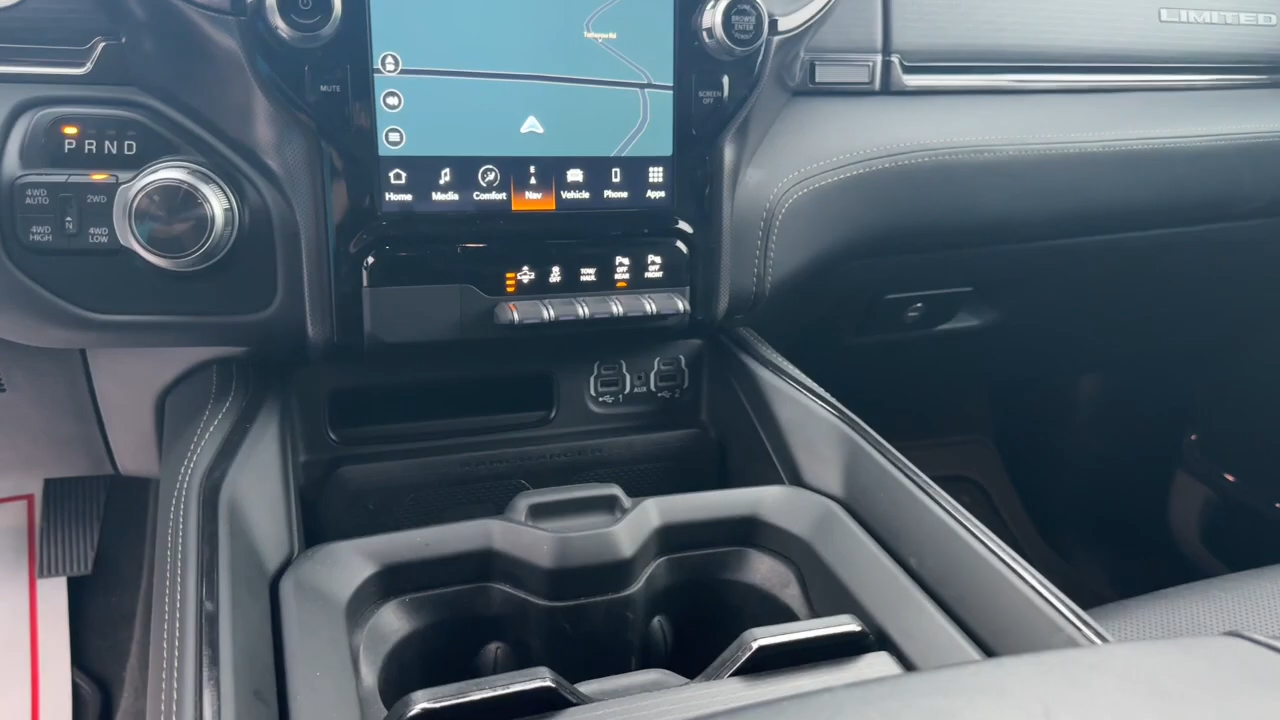 LIMITED
BROWSE
ENTER
MUTE
SCREEN
OFF
P R N D
4WD
AUTO
2WD
N
4WD
HIGH
4WD
LOW
Home
Media
Comfort
E
Nav
Vehicle
Phone
Apps
OFF
TOW/
HAUL
P
OFF
REAR
P
OFF
FRONT
1
AUX
2
RAMCHARGER